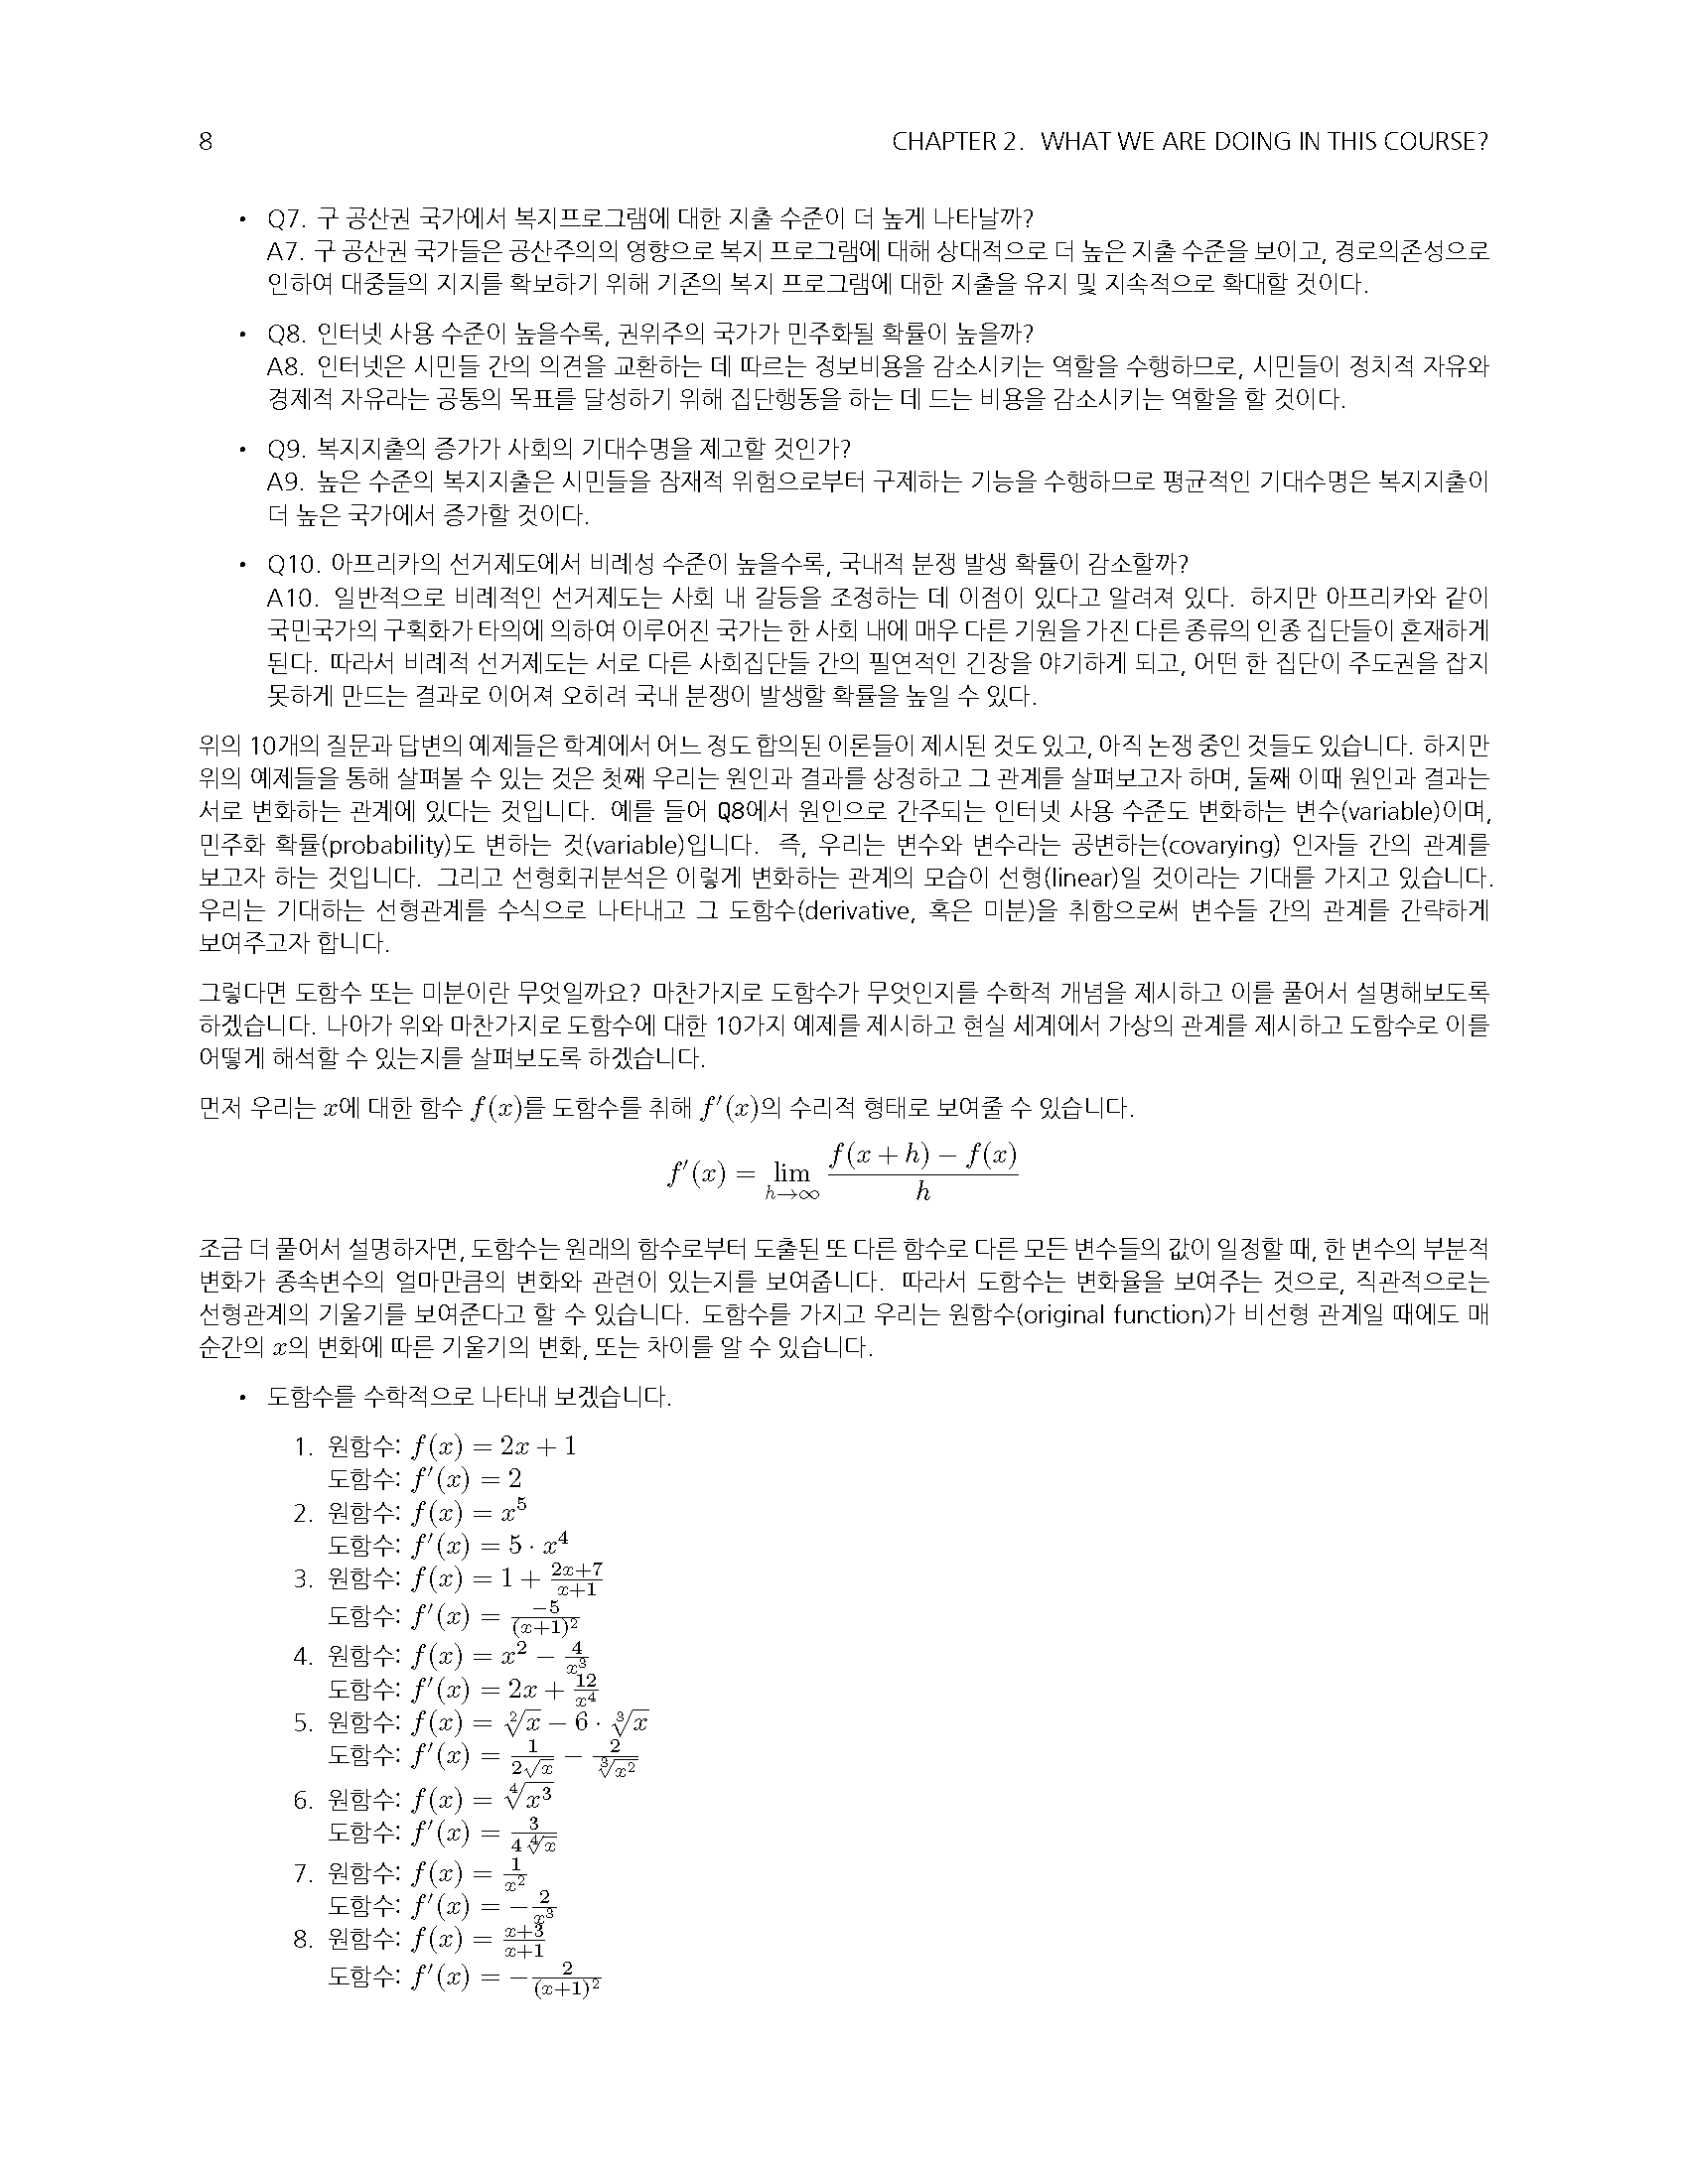 8 CHAPTER 2. WHAT WE ARE DOING IN THIS COURSE?
• Q7. 구 공산권 국가에서 복지프로그램에 대한 지출 수준이 더 높게 나타날까?
A7. 구 공산권 국가들은 공산주의의 영향으로 복지 프로그램에 대해 상대적으로 더 높은 지출 수준을 보이고, 경로의존성으로
인하여 대중들의 지지를 확보하기 위해 기존의 복지 프로그램에 대한 지출을 유지 및 지속적으로 확대할 것이다.
• Q8. 인터넷 사용 수준이 높을수록, 권위주의 국가가 민주화될 확률이 높을까?
A8. 인터넷은 시민들 간의 의견을 교환하는 데 따르는 정보비용을 감소시키는 역할을 수행하므로, 시민들이 정치적 자유와
경제적 자유라는 공통의 목표를 달성하기 위해 집단행동을 하는 데 드는 비용을 감소시키는 역할을 할 것이다.
• Q9. 복지지출의 증가가 사회의 기대수명을 제고할 것인가?
A9. 높은 수준의 복지지출은 시민들을 잠재적 위험으로부터 구제하는 기능을 수행하므로 평균적인 기대수명은 복지지출이
더 높은 국가에서 증가할 것이다.
• Q10. 아프리카의 선거제도에서 비례성 수준이 높을수록, 국내적 분쟁 발생 확률이 감소할까?
A10. 일반적으로 비례적인 선거제도는 사회 내 갈등을 조정하는 데 이점이 있다고 알려져 있다. 하지만 아프리카와 같이
국민국가의 구획화가 타의에 의하여 이루어진 국가는 한 사회 내에 매우 다른 기원을 가진 다른 종류의 인종 집단들이 혼재하게
된다. 따라서 비례적 선거제도는 서로 다른 사회집단들 간의 필연적인 긴장을 야기하게 되고, 어떤 한 집단이 주도권을 잡지
못하게 만드는 결과로 이어져 오히려 국내 분쟁이 발생할 확률을 높일 수 있다.
위의 10개의 질문과 답변의 예제들은 학계에서 어느 정도 합의된 이론들이 제시된 것도 있고, 아직 논쟁 중인 것들도 있습니다. 하지만
위의 예제들을 통해 살펴볼 수 있는 것은 첫째 우리는 원인과 결과를 상정하고 그 관계를 살펴보고자 하며, 둘째 이때 원인과 결과는
서로 변화하는 관계에 있다는 것입니다. 예를 들어 Q8에서 원인으로 간주되는 인터넷 사용 수준도 변화하는 변수(variable)이며,
민주화 확률(probability)도 변하는 것(variable)입니다. 즉, 우리는 변수와 변수라는 공변하는(covarying) 인자들 간의 관계를
보고자 하는 것입니다. 그리고 선형회귀분석은 이렇게 변화하는 관계의 모습이 선형(linear)일 것이라는 기대를 가지고 있습니다.
우리는 기대하는 선형관계를 수식으로 나타내고 그 도함수(derivative, 혹은 미분)을 취함으로써 변수들 간의 관계를 간략하게
보여주고자 합니다.
그렇다면 도함수 또는 미분이란 무엇일까요? 마찬가지로 도함수가 무엇인지를 수학적 개념을 제시하고 이를 풀어서 설명해보도록
하겠습니다. 나아가 위와 마찬가지로 도함수에 대한 10가지 예제를 제시하고 현실 세계에서 가상의 관계를 제시하고 도함수로 이를
어떻게 해석할 수 있는지를 살펴보도록 하겠습니다.
먼저 우리는 $x$에 대한 함수 $f(x)$를 도함수를 취해 $f'(x)$의 수리적 형태로 보여줄 수 있습니다.
$f'(x) = \lim_{h \to \infty} \frac{f(x+h) - f(x)}{h}$
조금 더 풀어서 설명하자면, 도함수는 원래의 함수로부터 도출된 또 다른 함수로 다른 모든 변수들의 값이 일정할 때, 한 변수의 부분적
변화가 종속변수의 얼마만큼의 변화와 관련이 있는지를 보여줍니다. 따라서 도함수는 변화율을 보여주는 것으로, 직관적으로는
선형관계의 기울기를 보여준다고 할 수 있습니다. 도함수를 가지고 우리는 원함수(original function)가 비선형 관계일 때에도 매
순간의 $x$의 변화에 따른 기울기의 변화, 또는 차이를 알 수 있습니다.
• 도함수를 수학적으로 나타내 보겠습니다.
1. 원함수: $f(x) = 2x + 1$
도함수: $f'(x) = 2$
2. 원함수: $f(x) = x^5$
도함수: $f'(x) = 5 \cdot x^4$
3. 원함수: $f(x) = 1 + \frac{2x+7}{x+1}$
도함수: $f'(x) = \frac{-5}{(x+1)^2}$
4. 원함수: $f(x) = x^2 - \frac{4}{x^3}$
도함수: $f'(x) = 2x + \frac{12}{x^4}$
5. 원함수: $f(x) = \sqrt[2]{x} - 6 \cdot \sqrt[3]{x}$
도함수: $f'(x) = \frac{1}{2\sqrt{x}} - \frac{2}{\sqrt[3]{x^2}}$
6. 원함수: $f(x) = \sqrt[4]{x^3}$
도함수: $f'(x) = \frac{3}{4\sqrt[4]{x}}$
7. 원함수: $f(x) = \frac{1}{x^2}$
도함수: $f'(x) = -\frac{2}{x^3}$
8. 원함수: $f(x) = \frac{x+3}{x+1}$
도함수: $f'(x) = -\frac{2}{(x+1)^2}$